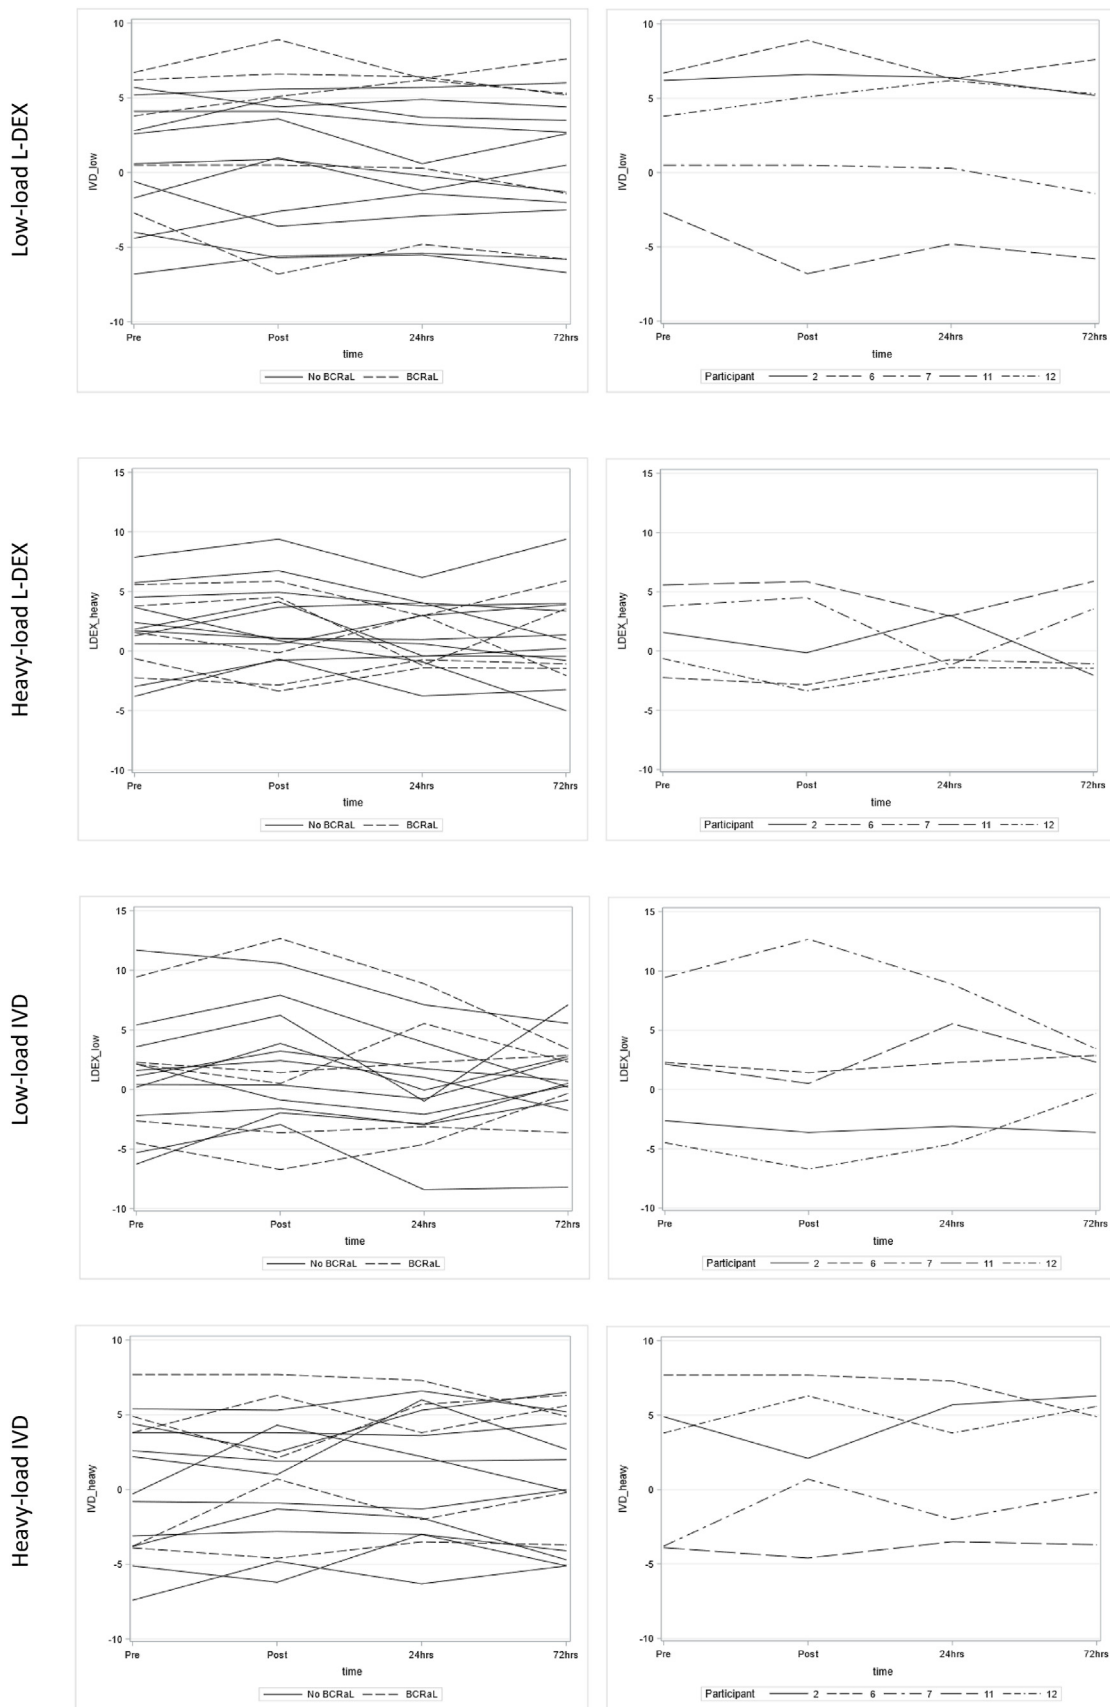 Low-load L-DEX
10
5
0
-5
-10
IVD_low
Pre Post 24hrs 72hrs
time
No BCRaL BCRaL
10
5
0
-5
-10
IVD_low
Pre Post 24hrs 72hrs
time
Participant 2 6 7 11 12
Heavy-load L-DEX
15
10
5
0
-5
-10
LDEX_heavy
Pre Post 24hrs 72hrs
time
No BCRaL BCRaL
15
10
5
0
-5
-10
LDEX_heavy
Pre Post 24hrs 72hrs
time
Participant 2 6 7 11 12
Low-load IVD
15
10
5
0
-5
-10
LDEX_low
Pre Post 24hrs 72hrs
time
No BCRaL BCRaL
15
10
5
0
-5
-10
LDEX_low
Pre Post 24hrs 72hrs
time
Participant 2 6 7 11 12
Heavy-load IVD
10
5
0
-5
-10
IVD_heavy
Pre Post 24hrs 72hrs
time
No BCRaL BCRaL
10
5
0
-5
-10
IVD_heavy
Pre Post 24hrs 72hrs
time
Participant 2 6 7 11 12